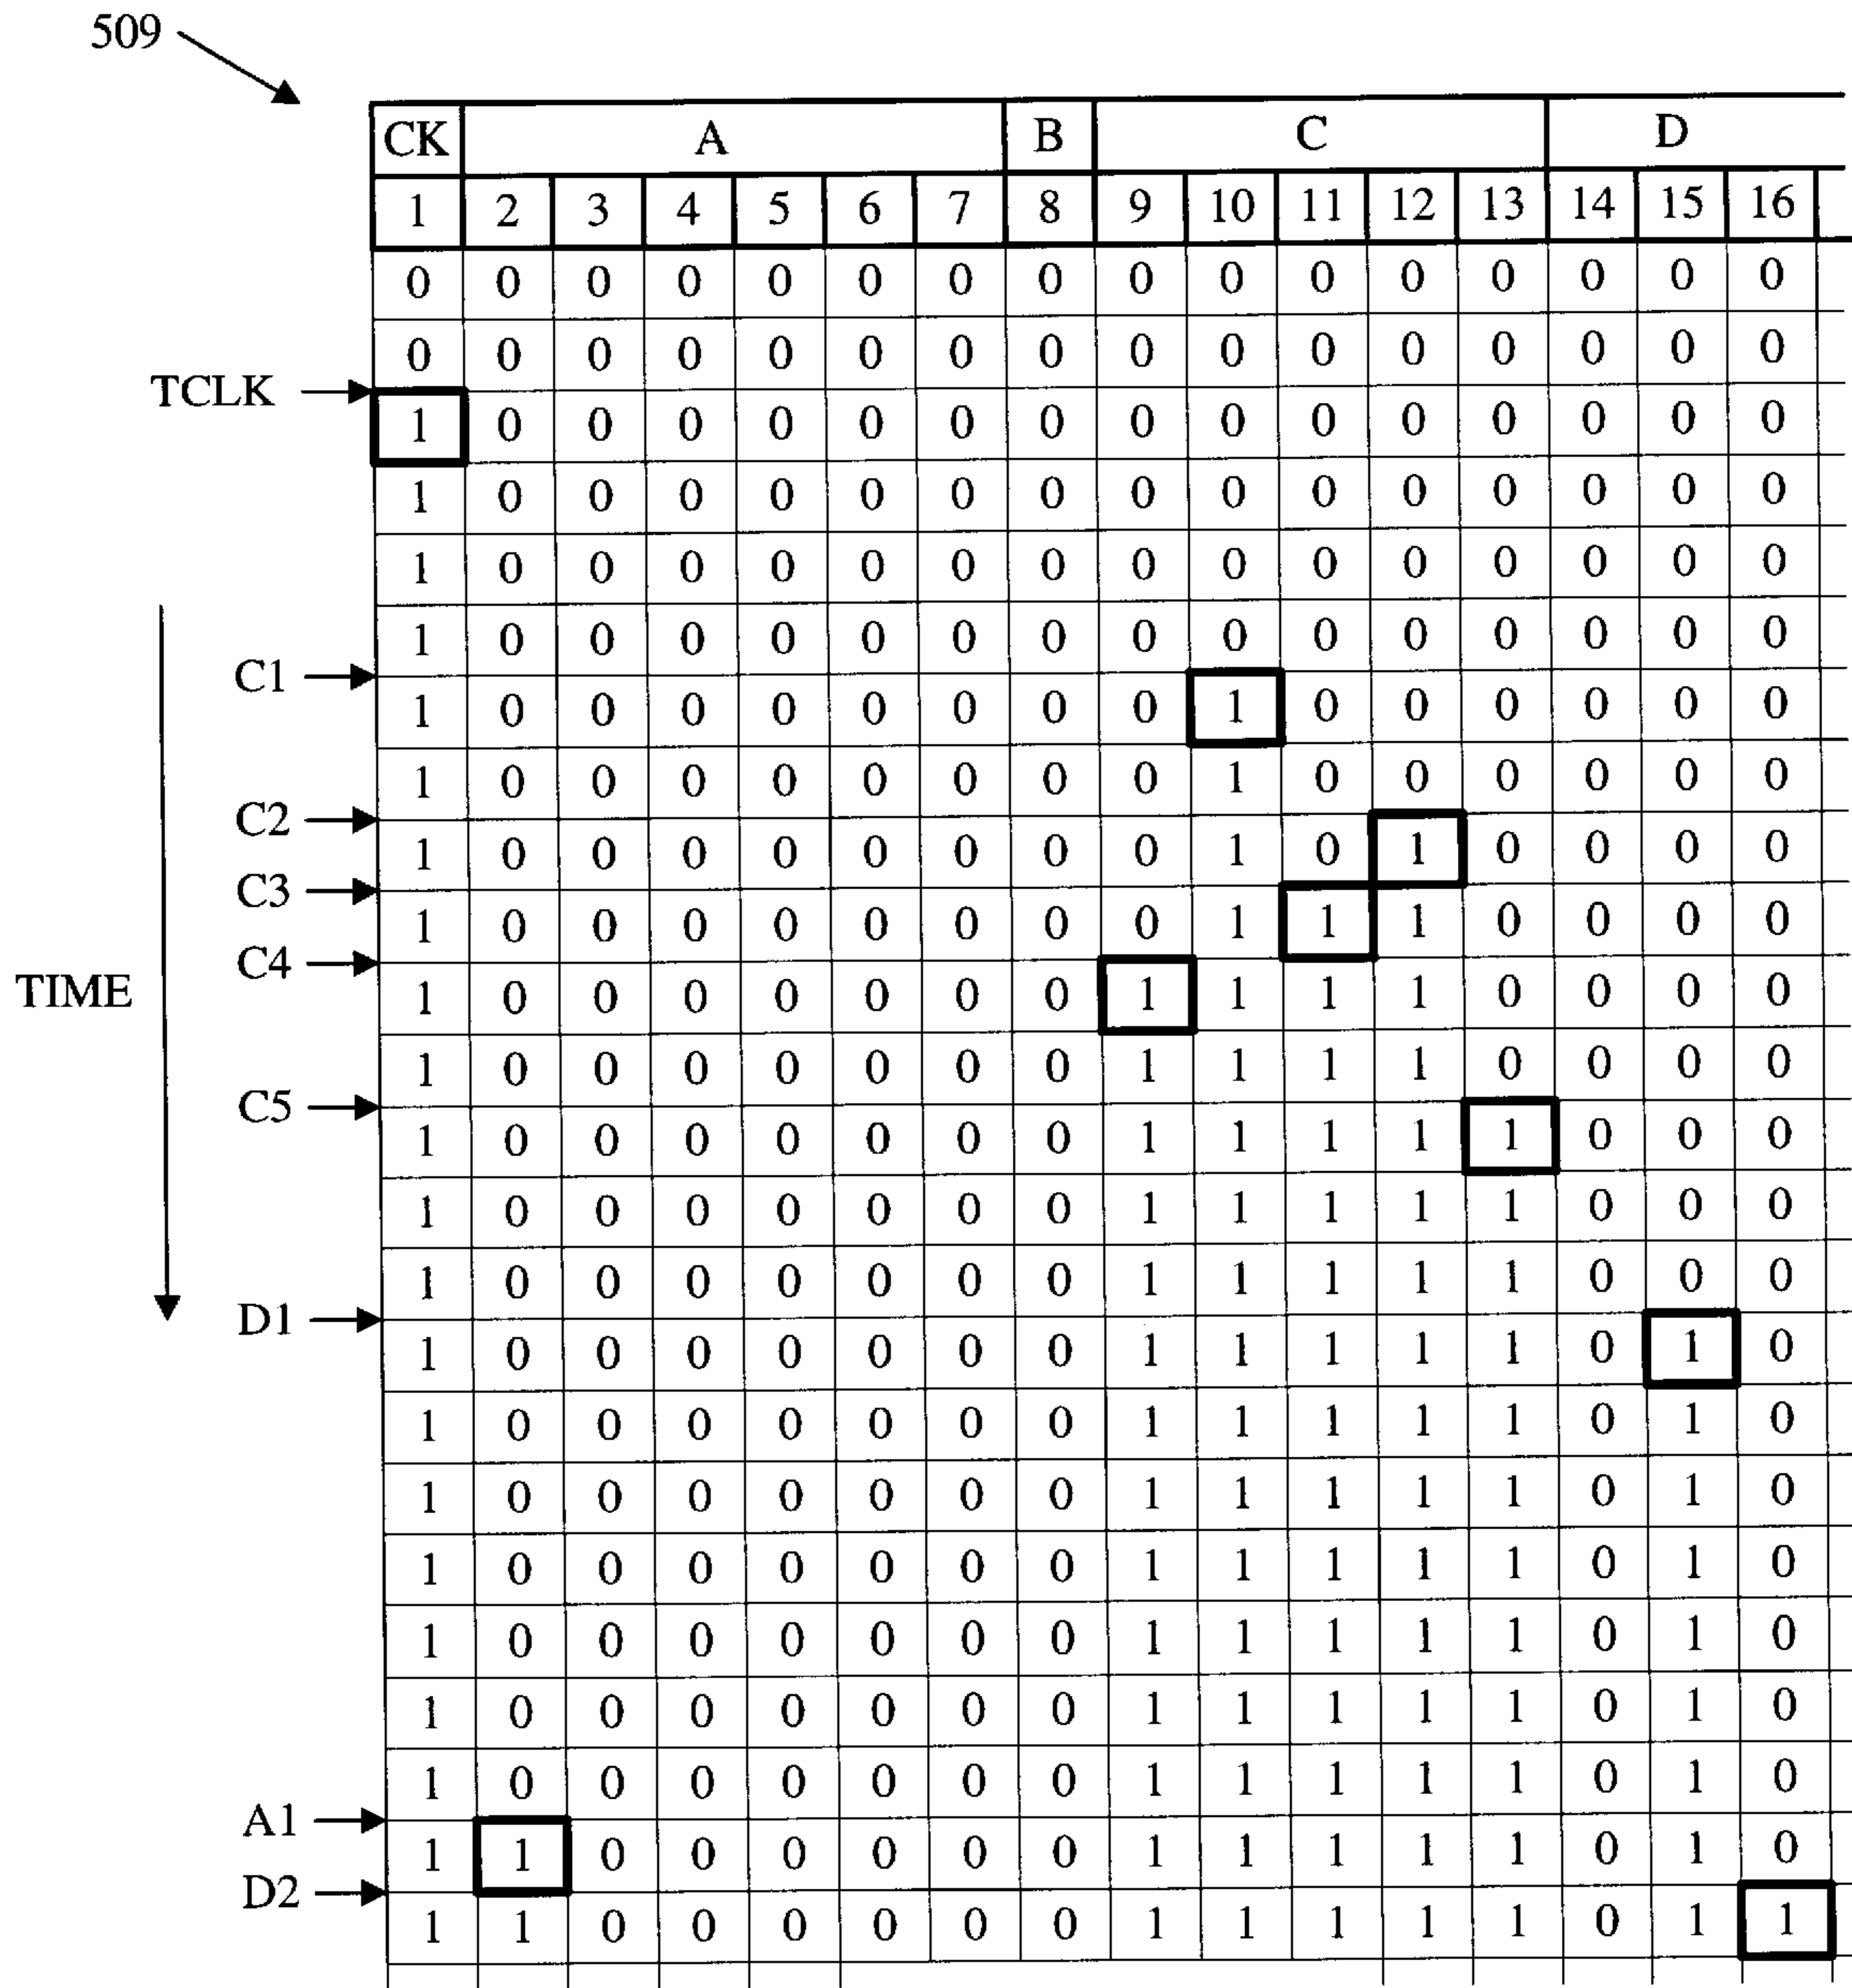 509
CK A B C D
1 2 3 4 5 6 7 8 9 10 11 12 13 14 15 16
0 0 0 0 0 0 0 0 0 0 0 0 0 0 0 0
0 0 0 0 0 0 0 0 0 0 0 0 0 0 0 0
TCLK
1 0 0 0 0 0 0 0 0 0 0 0 0 0 0 0
1 0 0 0 0 0 0 0 0 0 0 0 0 0 0 0
1 0 0 0 0 0 0 0 0 0 0 0 0 0 0 0
1 0 0 0 0 0 0 0 0 0 0 0 0 0 0 0
C1
1 0 0 0 0 0 0 0 0 1 0 0 0 0 0 0
1 0 0 0 0 0 0 0 0 1 0 0 0 0 0 0
C2
1 0 0 0 0 0 0 0 0 1 0 1 0 0 0 0
C3
1 0 0 0 0 0 0 0 0 1 1 1 0 0 0 0
C4
TIME
1 0 0 0 0 0 0 0 1 1 1 1 0 0 0 0
1 0 0 0 0 0 0 0 1 1 1 1 0 0 0 0
C5
1 0 0 0 0 0 0 0 1 1 1 1 1 0 0 0
1 0 0 0 0 0 0 0 1 1 1 1 1 0 0 0
1 0 0 0 0 0 0 0 1 1 1 1 1 0 0 0
D1
1 0 0 0 0 0 0 0 1 1 1 1 1 0 1 0
1 0 0 0 0 0 0 0 1 1 1 1 1 0 1 0
1 0 0 0 0 0 0 0 1 1 1 1 1 0 1 0
1 0 0 0 0 0 0 0 1 1 1 1 1 0 1 0
1 0 0 0 0 0 0 0 1 1 1 1 1 0 1 0
1 0 0 0 0 0 0 0 1 1 1 1 1 0 1 0
1 0 0 0 0 0 0 0 1 1 1 1 1 0 1 0
A1
1 1 0 0 0 0 0 0 1 1 1 1 1 0 1 0
D2
1 1 0 0 0 0 0 0 1 1 1 1 1 0 1 1